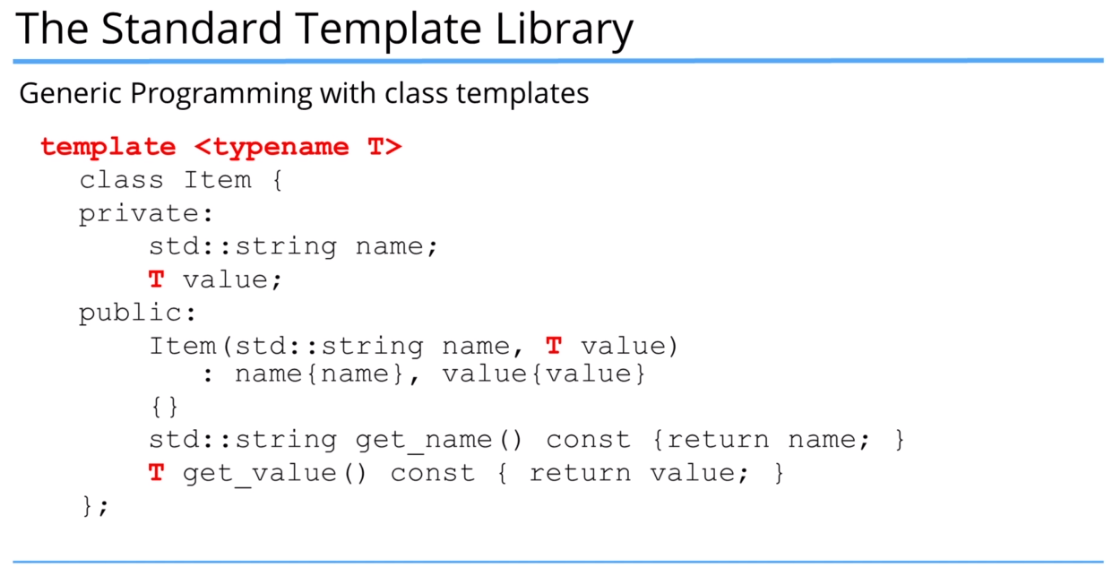 The Standard Template Library
Generic Programming with class templates
template <typename T>
class Item {
private:
std::string name;
T value;
public:
Item(std::string name, T value)
: name{name}, value{value}
{}
std::string get_name() const {return name; }
T get_value() const { return value; }
};